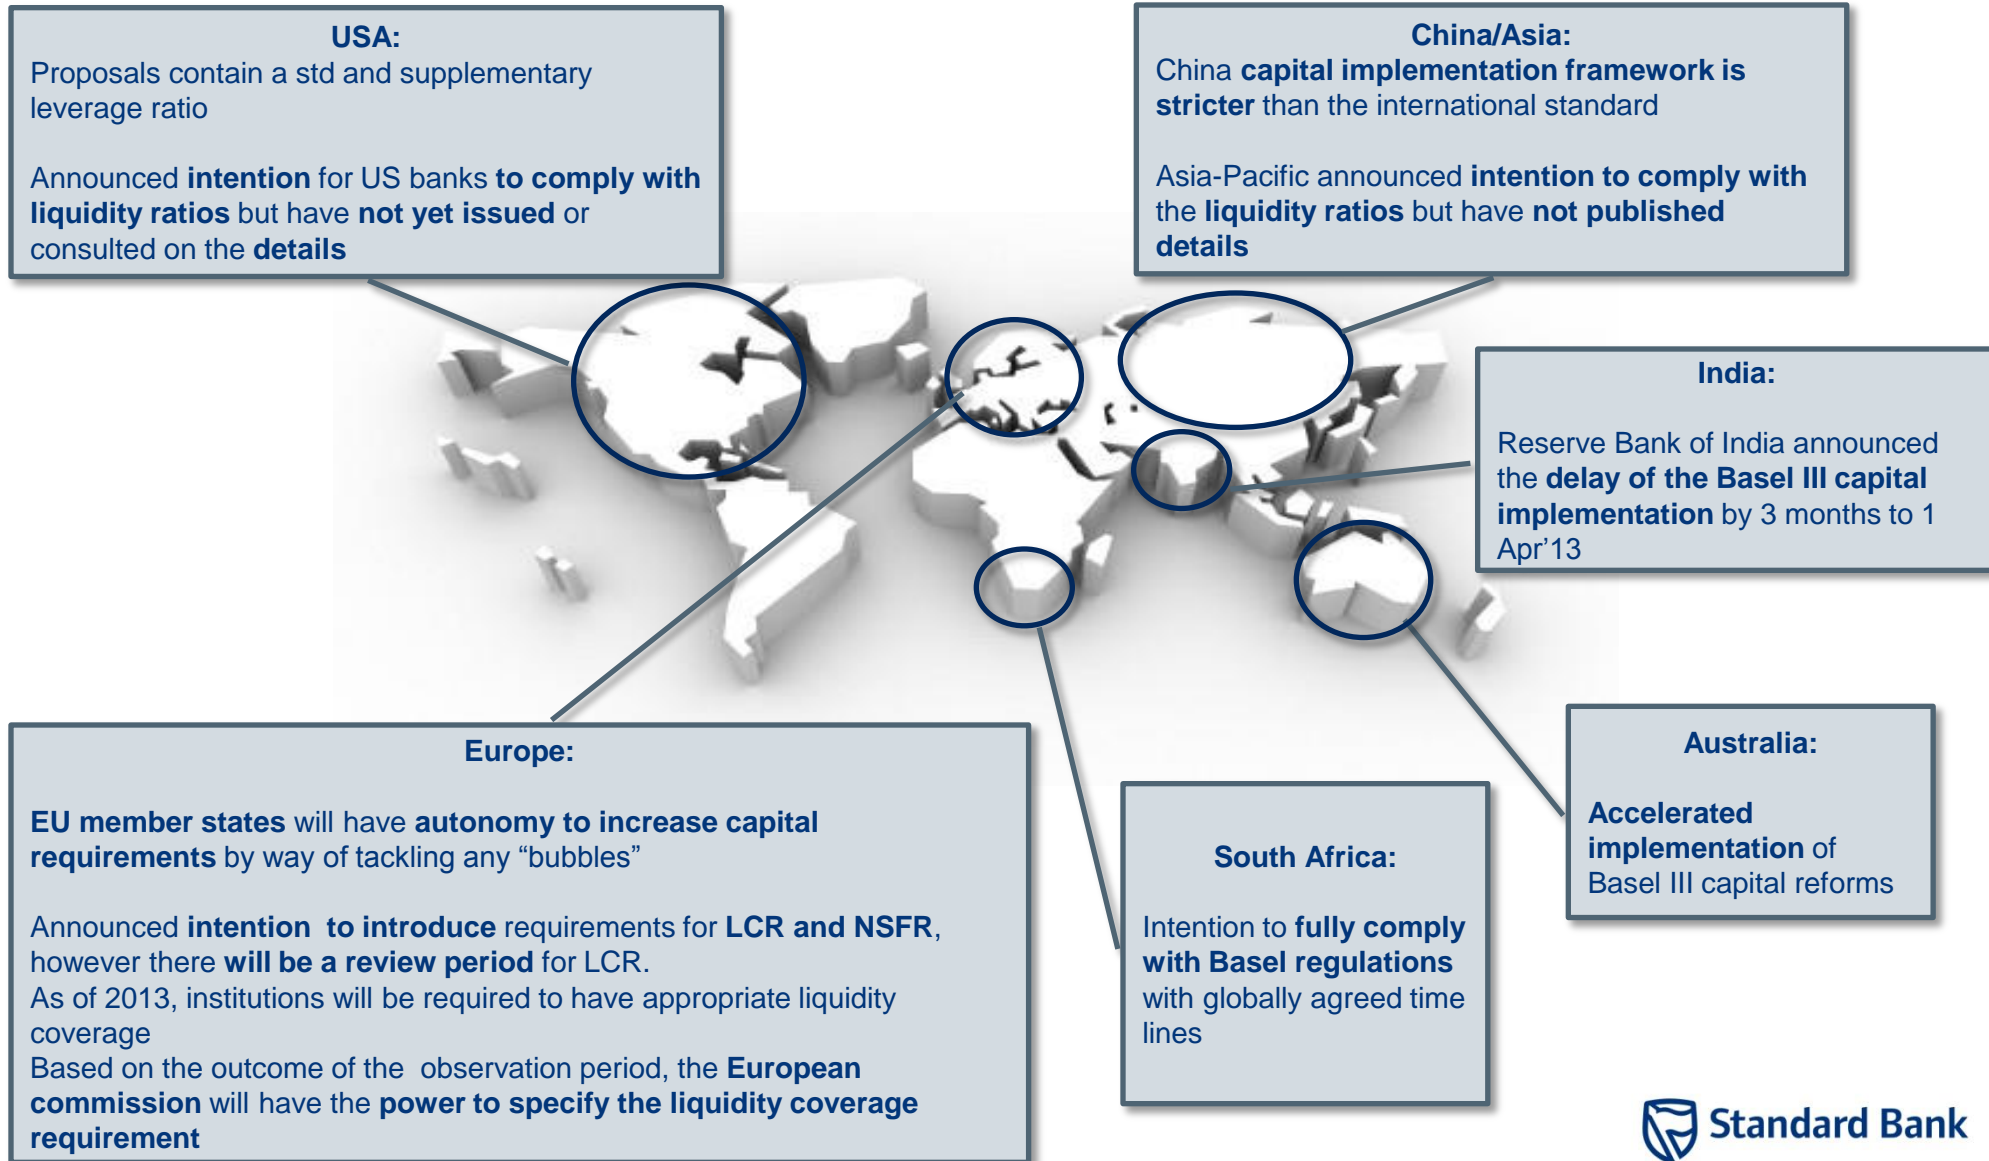 USA:
Proposals contain a std and supplementary
leverage ratio
Announced intention for US banks to comply with
liquidity ratios but have not yet issued or
consulted on the details
China/Asia:
China capital implementation framework is
stricter than the international standard
Asia-Pacific announced intention to comply with
the liquidity ratios but have not published
details
India:
Reserve Bank of India announced
the delay of the Basel III capital
implementation by 3 months to 1
Apr’13
Europe:
EU member states will have autonomy to increase capital
requirements by way of tackling any “bubbles”
Announced intention  to introduce requirements for LCR and NSFR,
however there will be a review period for LCR.
As of 2013, institutions will be required to have appropriate liquidity
coverage
Based on the outcome of the  observation period, the European
commission will have the power to specify the liquidity coverage
requirement
South Africa:
Intention to fully comply
with Basel regulations
with globally agreed time
lines
Australia:
Accelerated
implementation of
Basel III capital reforms
Standard Bank